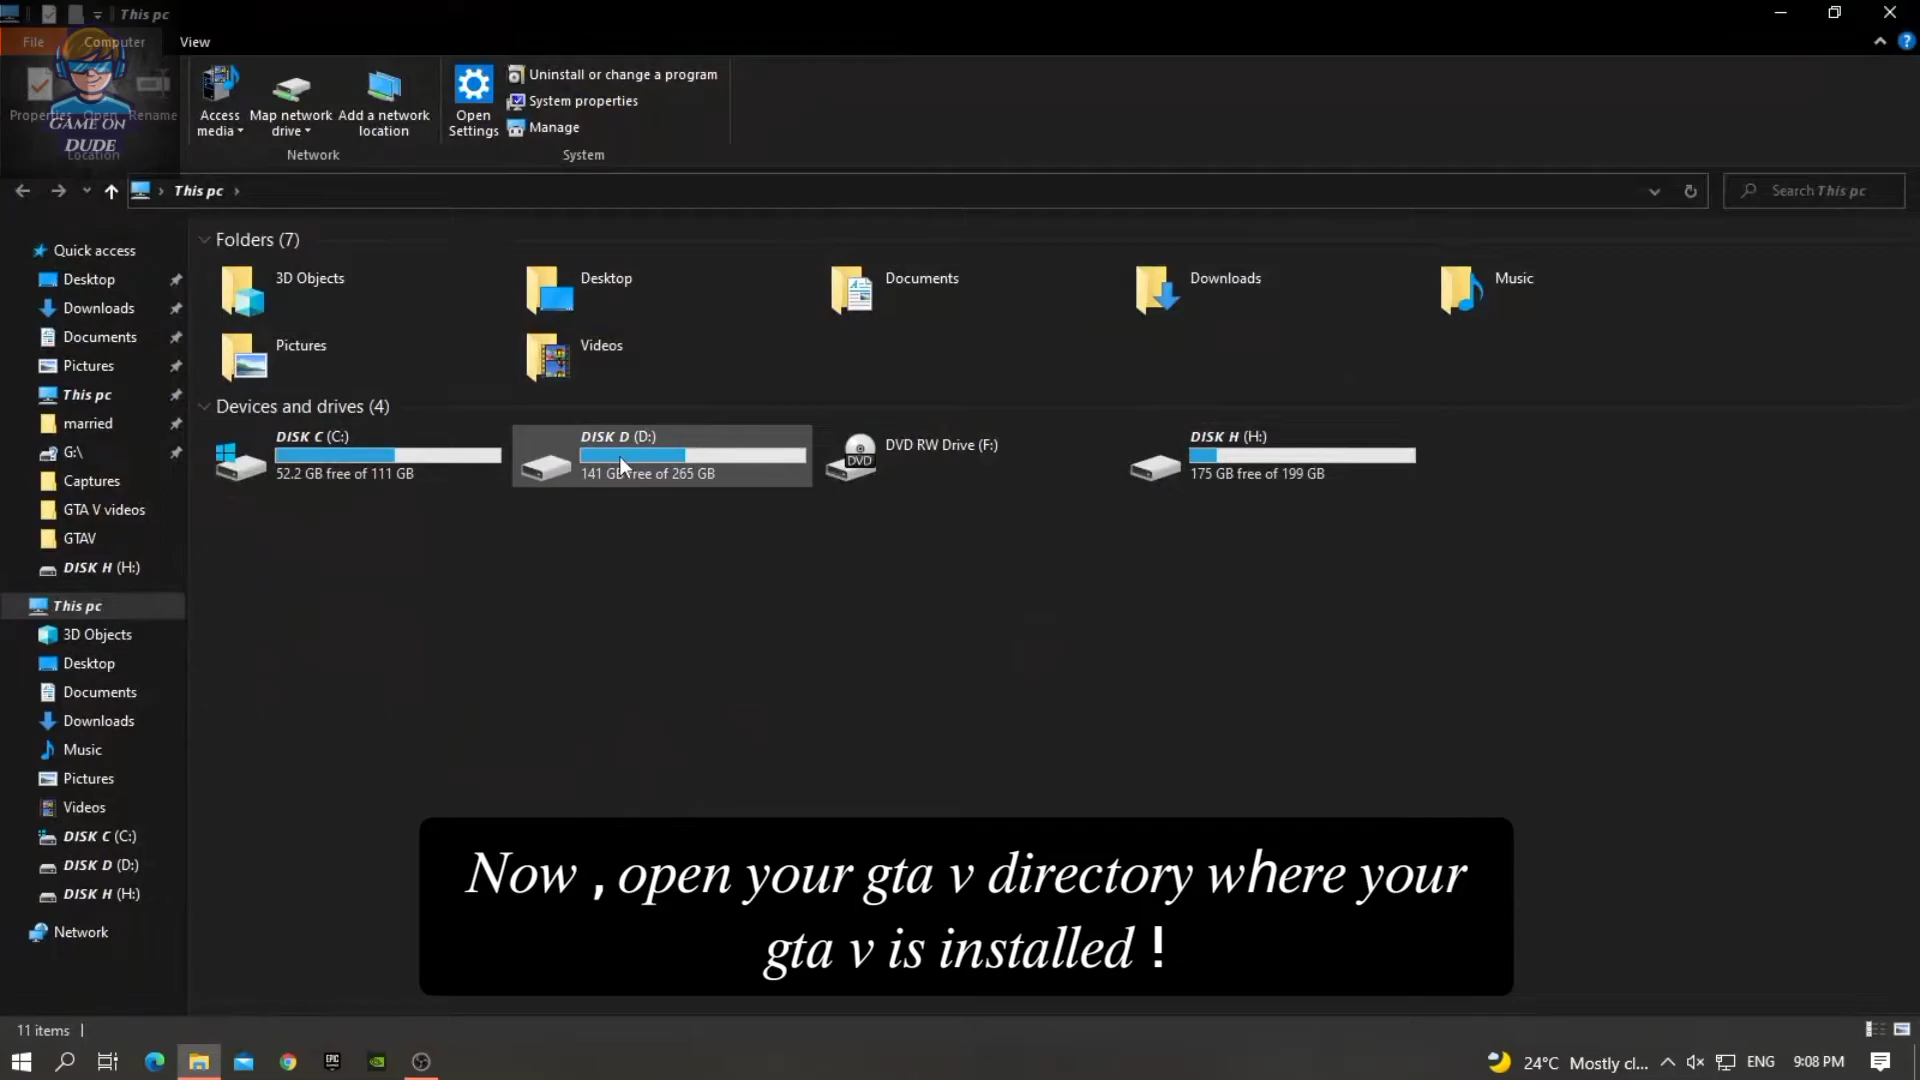 This pc
File
Computer
View
Properties
Open
Rename
Location
GAME ON
DUDE
Access
media
Map network
drive
Add a network
location
Network
Open
Settings
Uninstall or change a program
System properties
Manage
System
This pc
Search This pc
Quick access
Desktop
Downloads
Documents
Pictures
This pc
married
G:\
Captures
GTA V videos
GTAV
DISK H (H:)
This pc
3D Objects
Desktop
Documents
Downloads
Music
Pictures
Videos
DISK C (C:)
DISK D (D:)
DISK H (H:)
Network
Folders (7)
3D Objects
Desktop
Documents
Downloads
Music
Pictures
Videos
Devices and drives (4)
DISK C (C:)
52.2 GB free of 111 GB
DISK D (D:)
141 GB free of 265 GB
DVD RW Drive (F:)
DVD
DISK H (H:)
175 GB free of 199 GB
Now , open your gta v directory where your
gta v is installed !
11 items
EPIC
24°C Mostly cl...
ENG
9:08 PM